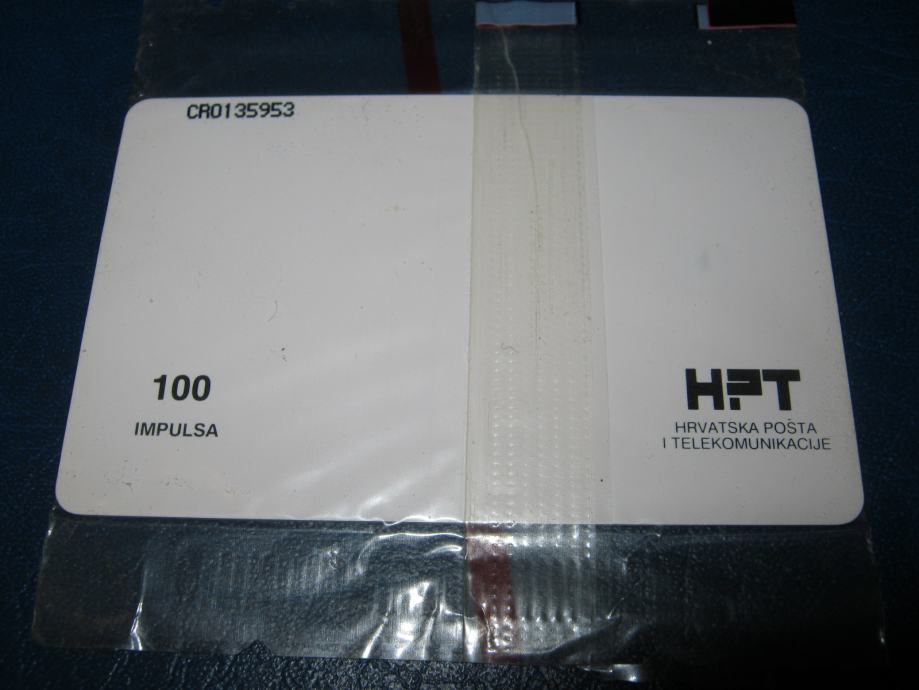 CR0135953
100
IMPULSA
HPT
HRVATSKA POŠTA
I TELEKOMUNIKACIJE